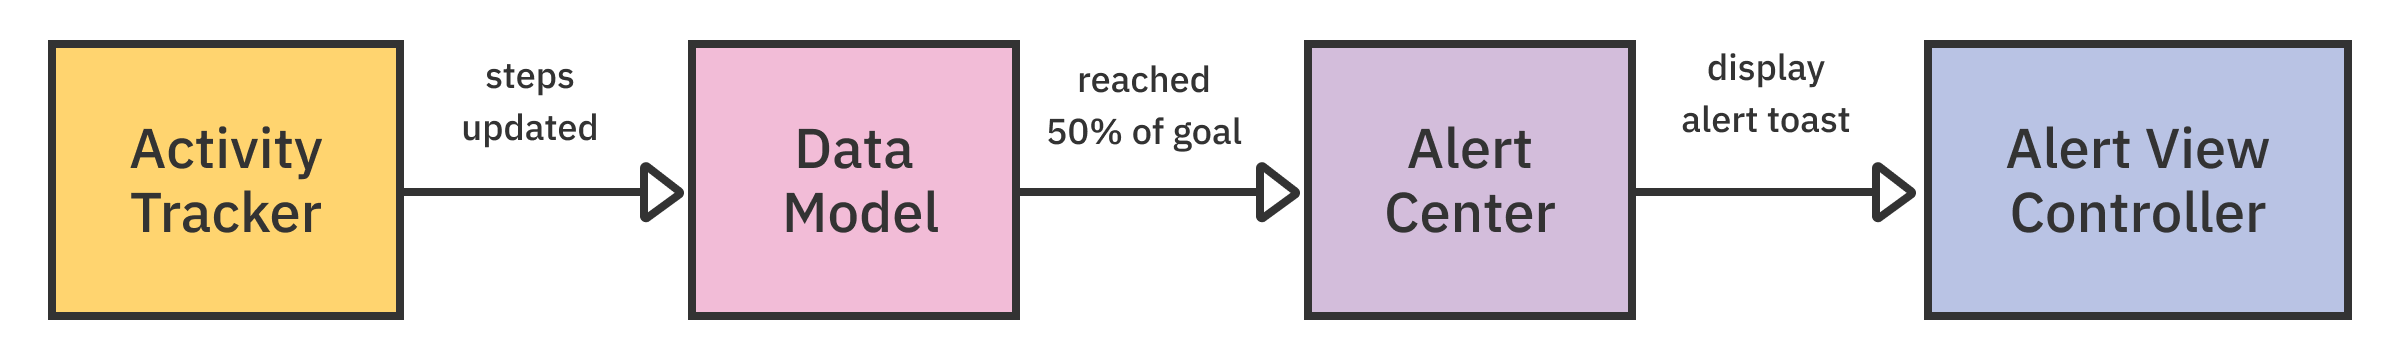 Activity
Tracker
steps
updated
Data
Model
reached
50% of goal
Alert
Center
display
alert toast
Alert View
Controller